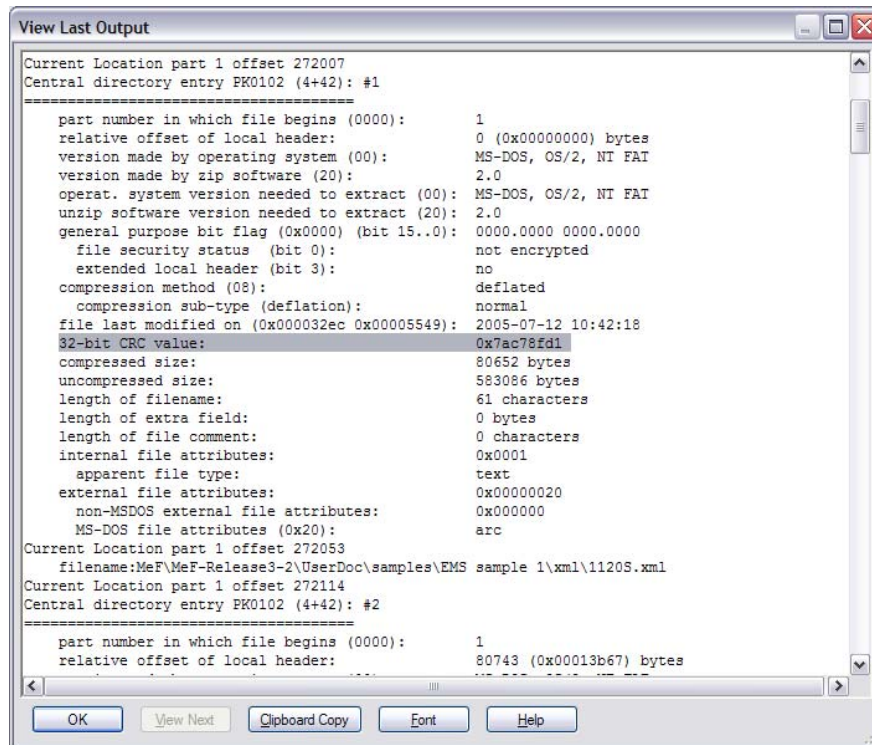 View Last Output
Current Location part 1 offset 272007
Central directory entry PK0102 (4+42): #1
======================================
part number in which file begins (0000): 1
relative offset of local header: 0 (0x00000000) bytes
version made by operating system (00): MS-DOS, OS/2, NT FAT
version made by zip software (20): 2.0
operat. system version needed to extract (00): MS-DOS, OS/2, NT FAT
unzip software version needed to extract (20): 2.0
general purpose bit flag (0x0000) (bit 15..0): 0000.0000 0000.0000
file security status (bit 0): not encrypted
extended local header (bit 3): no
compression method (08): deflated
compression sub-type (deflation): normal
file last modified on (0x000032ec 0x00005549): 2005-07-12 10:42:18
32-bit CRC value: 0x7ac78fd1
compressed size: 80652 bytes
uncompressed size: 583086 bytes
length of filename: 61 characters
length of extra field: 0 bytes
length of file comment: 0 characters
internal file attributes: 0x0001
apparent file type: text
external file attributes: 0x00000020
non-MSDOS external file attributes: 0x000000
MS-DOS file attributes (0x20): arc
Current Location part 1 offset 272053
filename:MeF\MeF-Release3-2\UserDoc\samples\EMS sample 1\xml\1120S.xml
Current Location part 1 offset 272114
Central directory entry PK0102 (4+42): #2
======================================
part number in which file begins (0000): 1
relative offset of local header: 80743 (0x00013b67) bytes
OK View Next Clipboard Copy Font Help